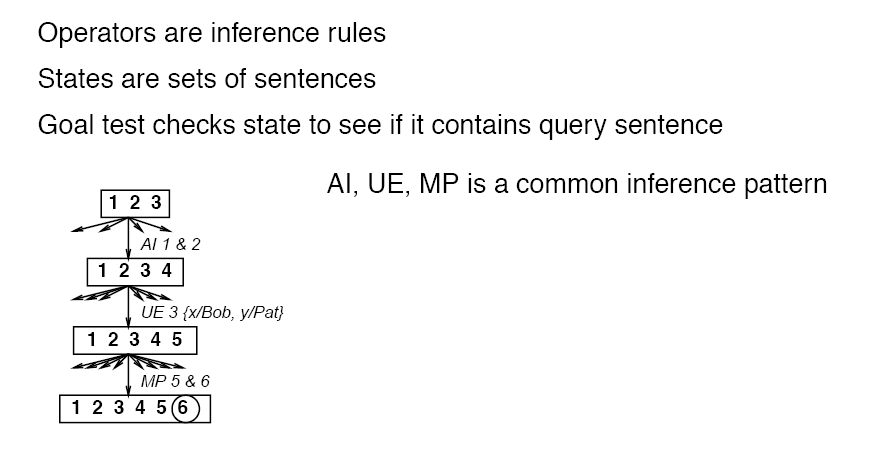 Operators are inference rules
States are sets of sentences
Goal test checks state to see if it contains query sentence
AI, UE, MP is a common inference pattern
1 2 3
AI 1 & 2
1 2 3 4
UE 3 {x/Bob, y/Pat}
1 2 3 4 5
MP 5 & 6
1 2 3 4 5 6